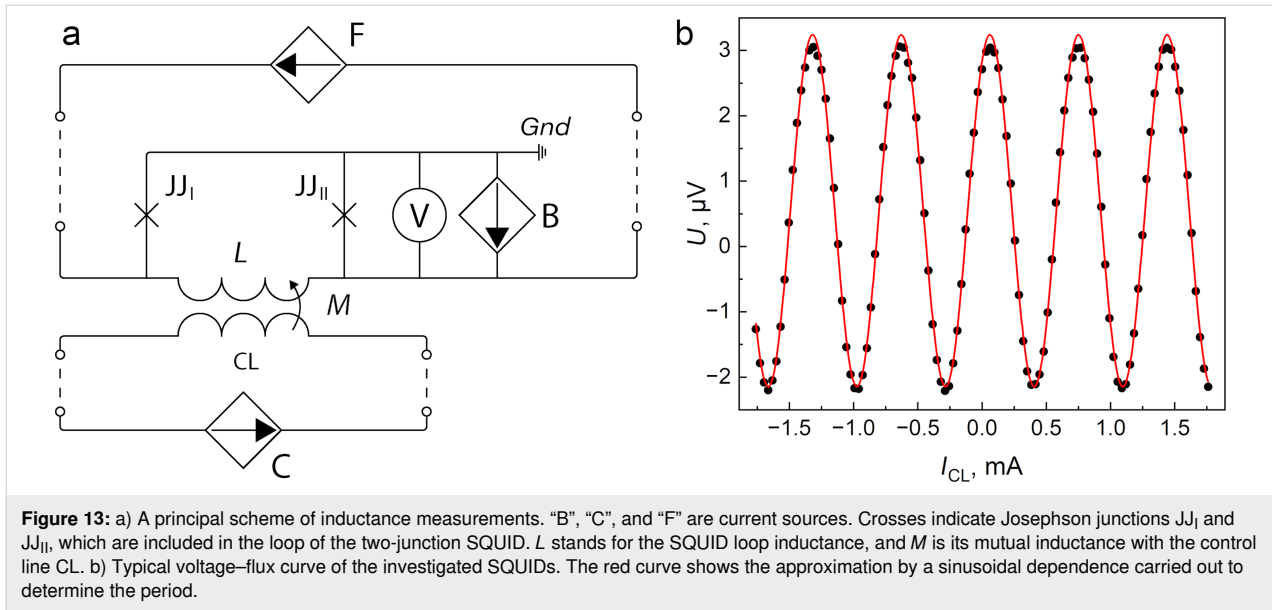 a
F
Gnd
JJI
JJII
V
B
L
M
CL
C
b
U, µV
3
2
1
0
−1
−2
−1.5 −1.0 −0.5 0.0 0.5 1.0 1.5
ICL, mA
Figure 13: a) A principal scheme of inductance measurements. “B”, “C”, and “F” are current sources. Crosses indicate Josephson junctions JJI and
JJII, which are included in the loop of the two-junction SQUID. L stands for the SQUID loop inductance, and M is its mutual inductance with the control
line CL. b) Typical voltage–flux curve of the investigated SQUIDs. The red curve shows the approximation by a sinusoidal dependence carried out to
determine the period.